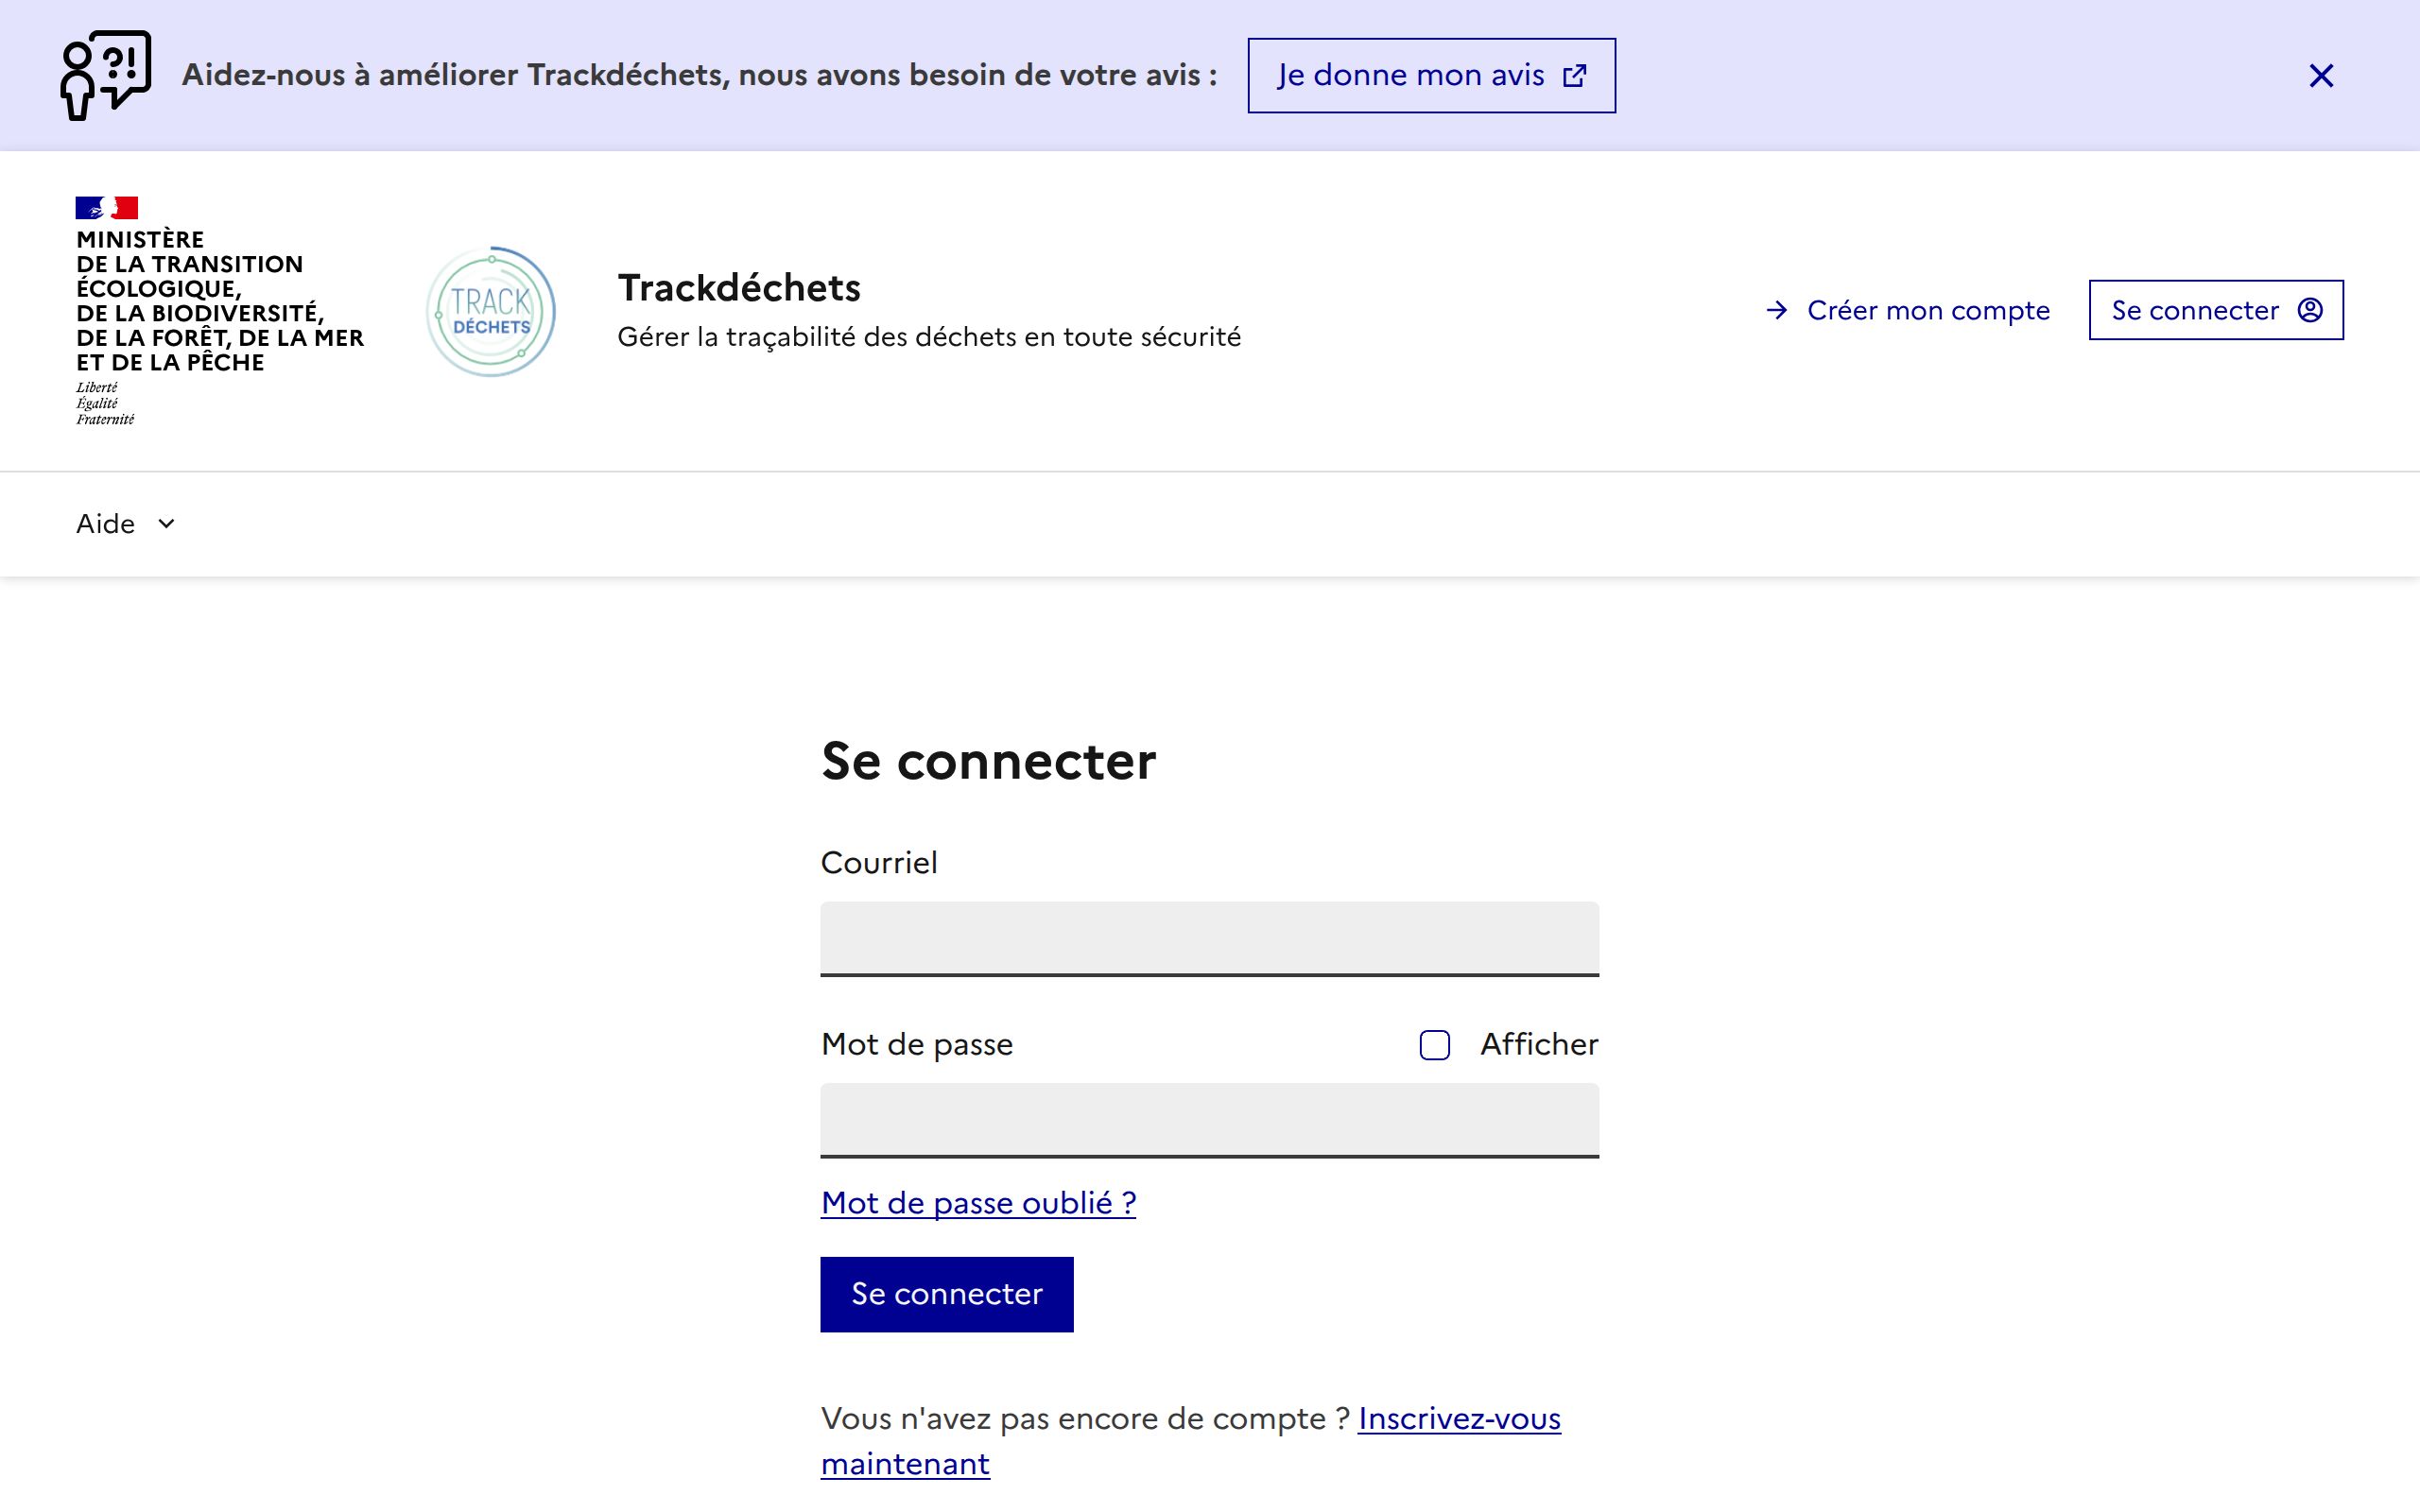 Aidez-nous à améliorer Trackdéchets, nous avons besoin de votre avis :
Je donne mon avis
MINISTÈRE
DE LA TRANSITION
ÉCOLOGIQUE,
DE LA BIODIVERSITÉ,
DE LA FORÊT, DE LA MER
ET DE LA PÊCHE
Liberté
Égalité
Fraternité
TRACK
DÉCHETS
Trackdéchets
Gérer la traçabilité des déchets en toute sécurité
Créer mon compte
Se connecter
Aide
Se connecter
Courriel
Mot de passe
Afficher
Mot de passe oublié ?
Se connecter
Vous n'avez pas encore de compte ? Inscrivez-vous
maintenant